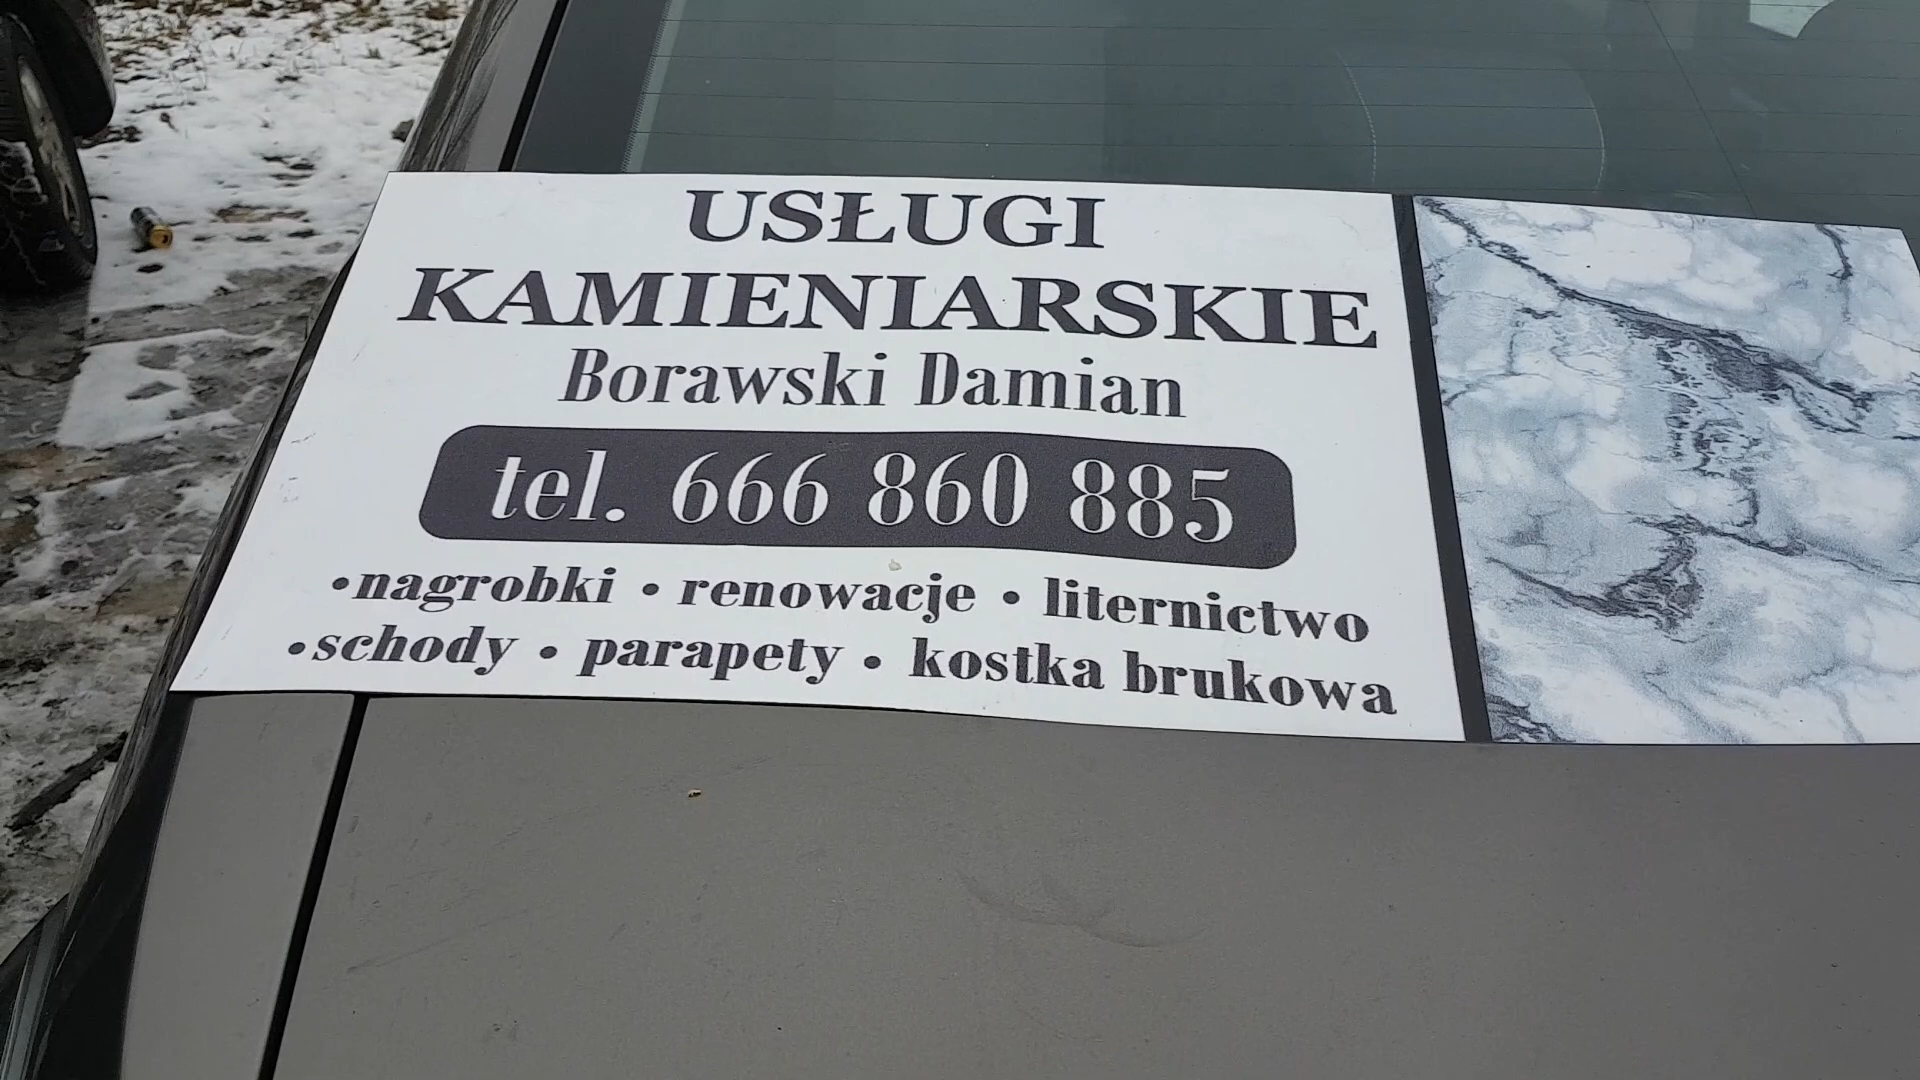 USŁUGI
KAMIENIARSKIE
Borawski Damian
tel. 666 860 885
•nagrobki • renowacje • liternictwo
•schody • parapety • kostka brukowa